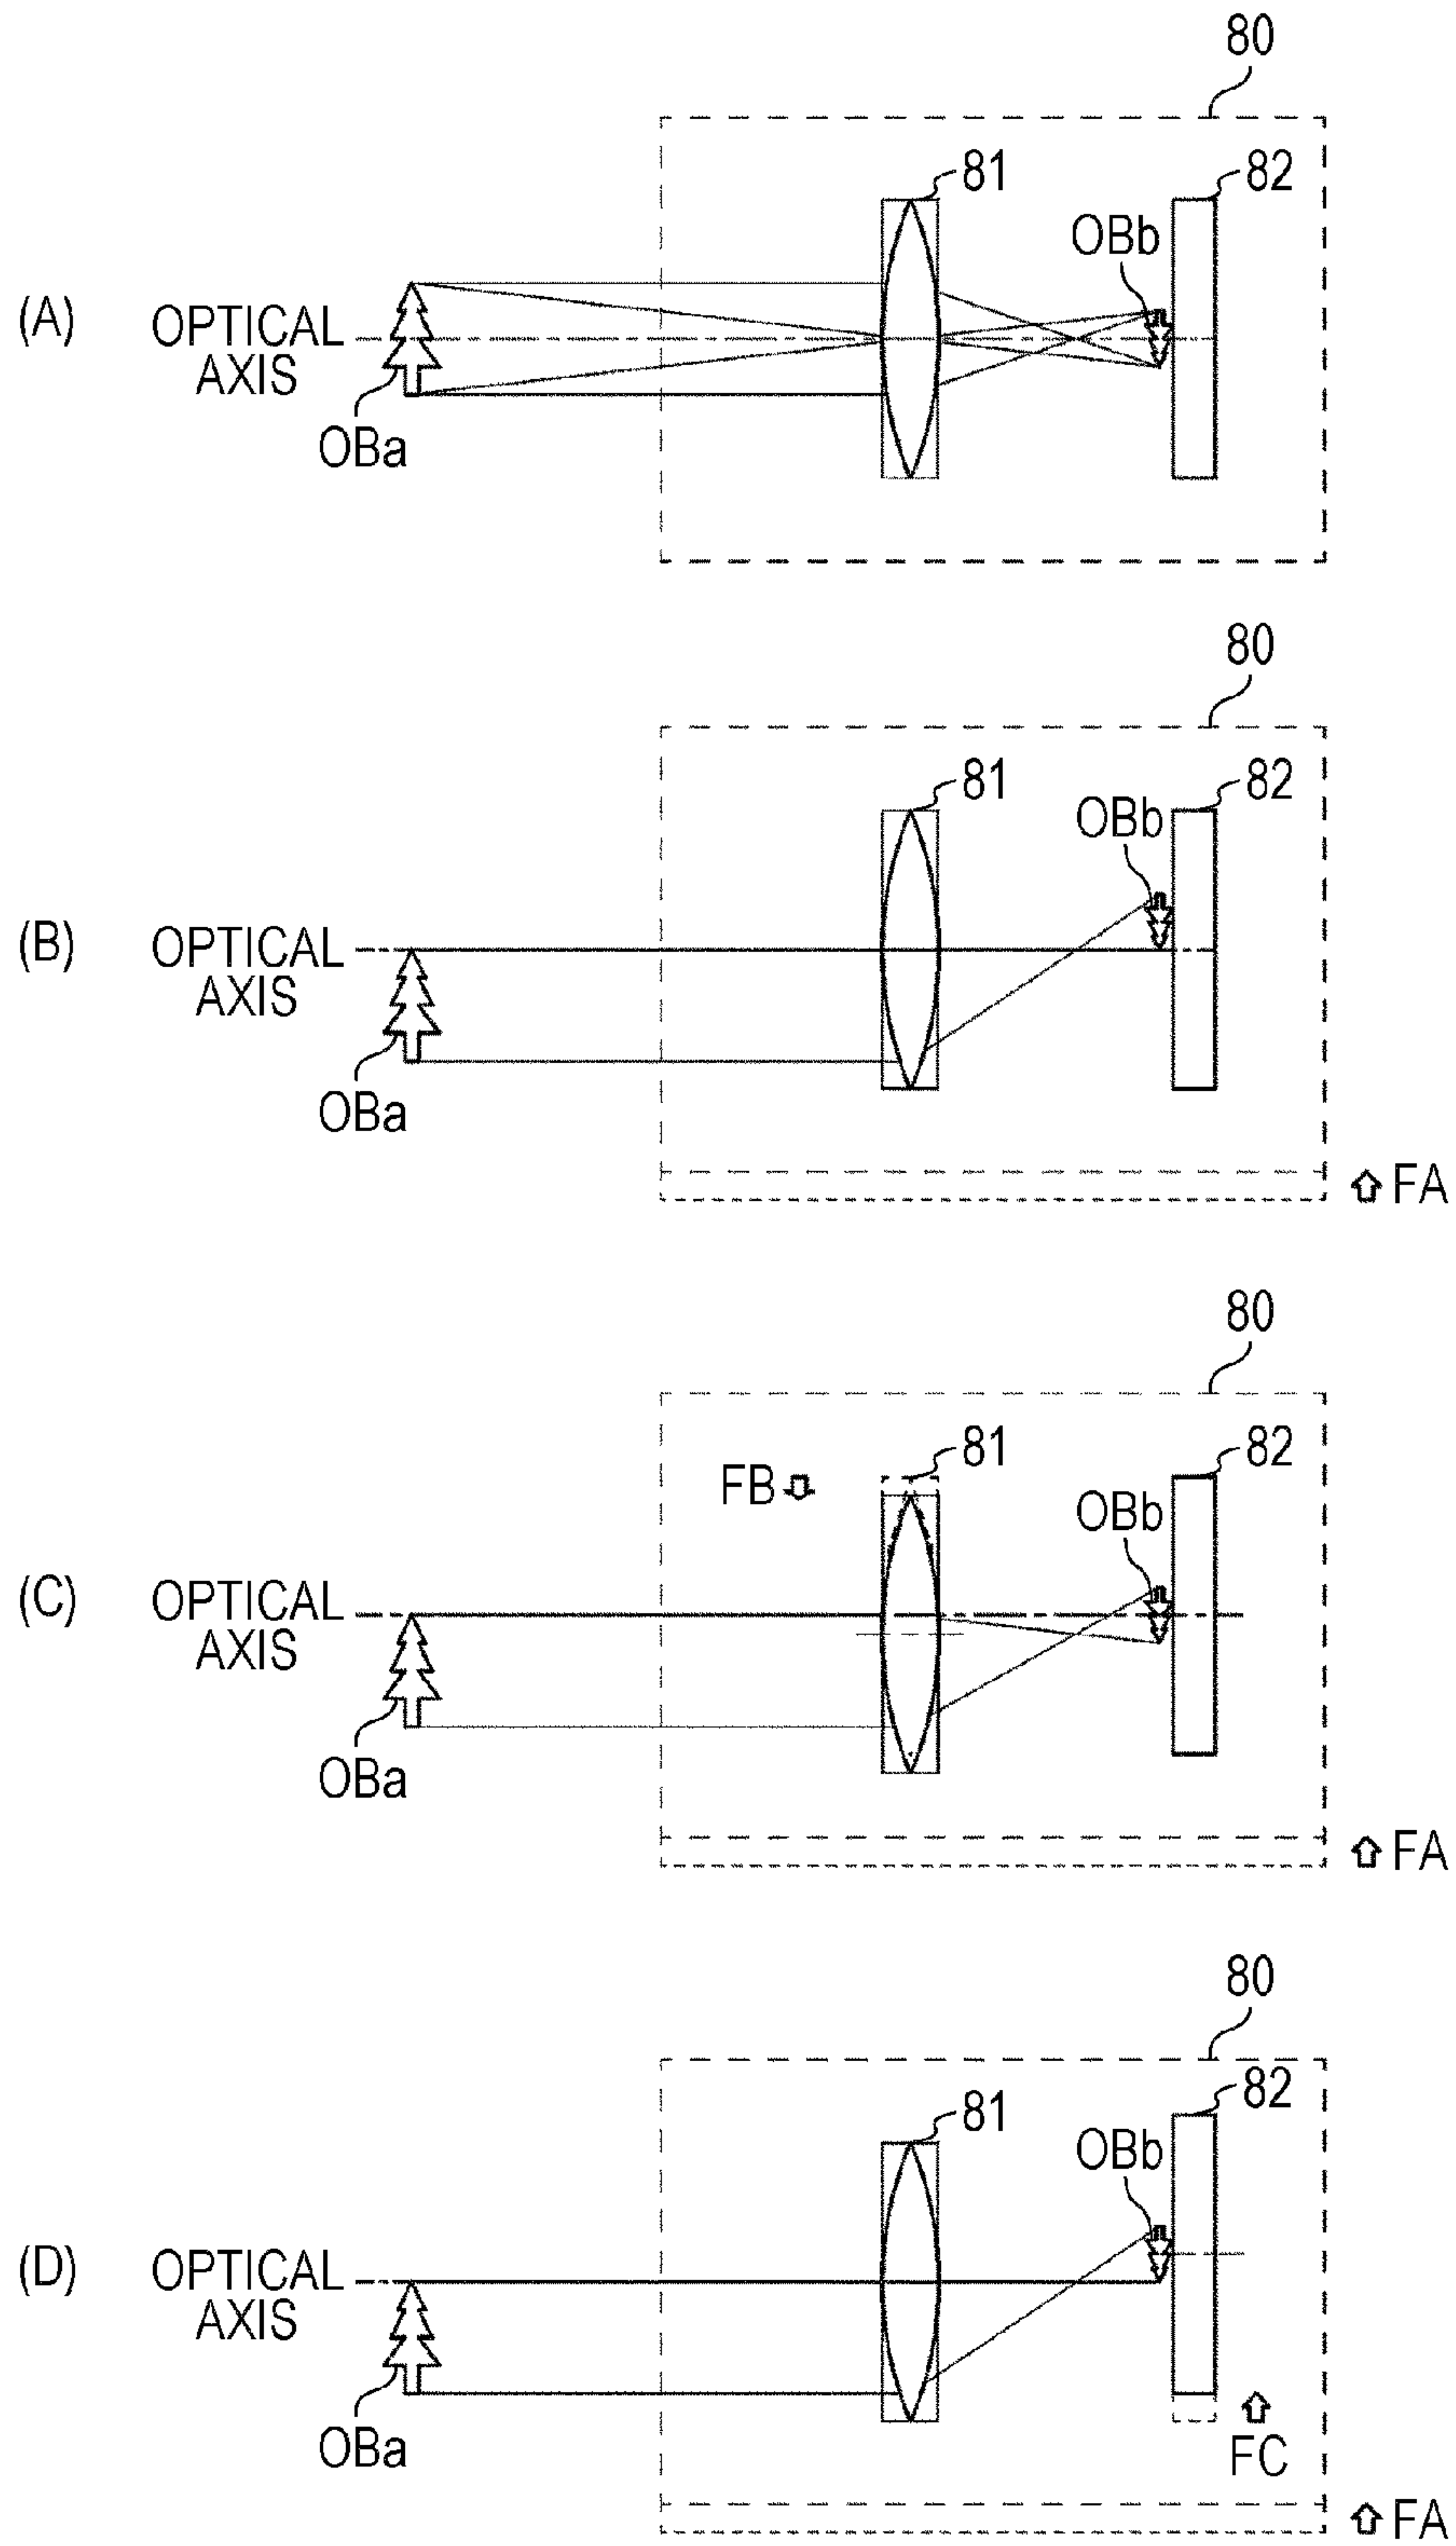 80
81
82
OBb
(A)
OPTICAL
AXIS
OBa
80
81
82
OBb
(B)
OPTICAL
AXIS
OBa
FA
80
81
82
FB
OBb
(C)
OPTICAL
AXIS
OBa
FA
80
82
81
OBb
(D)
OPTICAL
AXIS
OBa
FC
FA